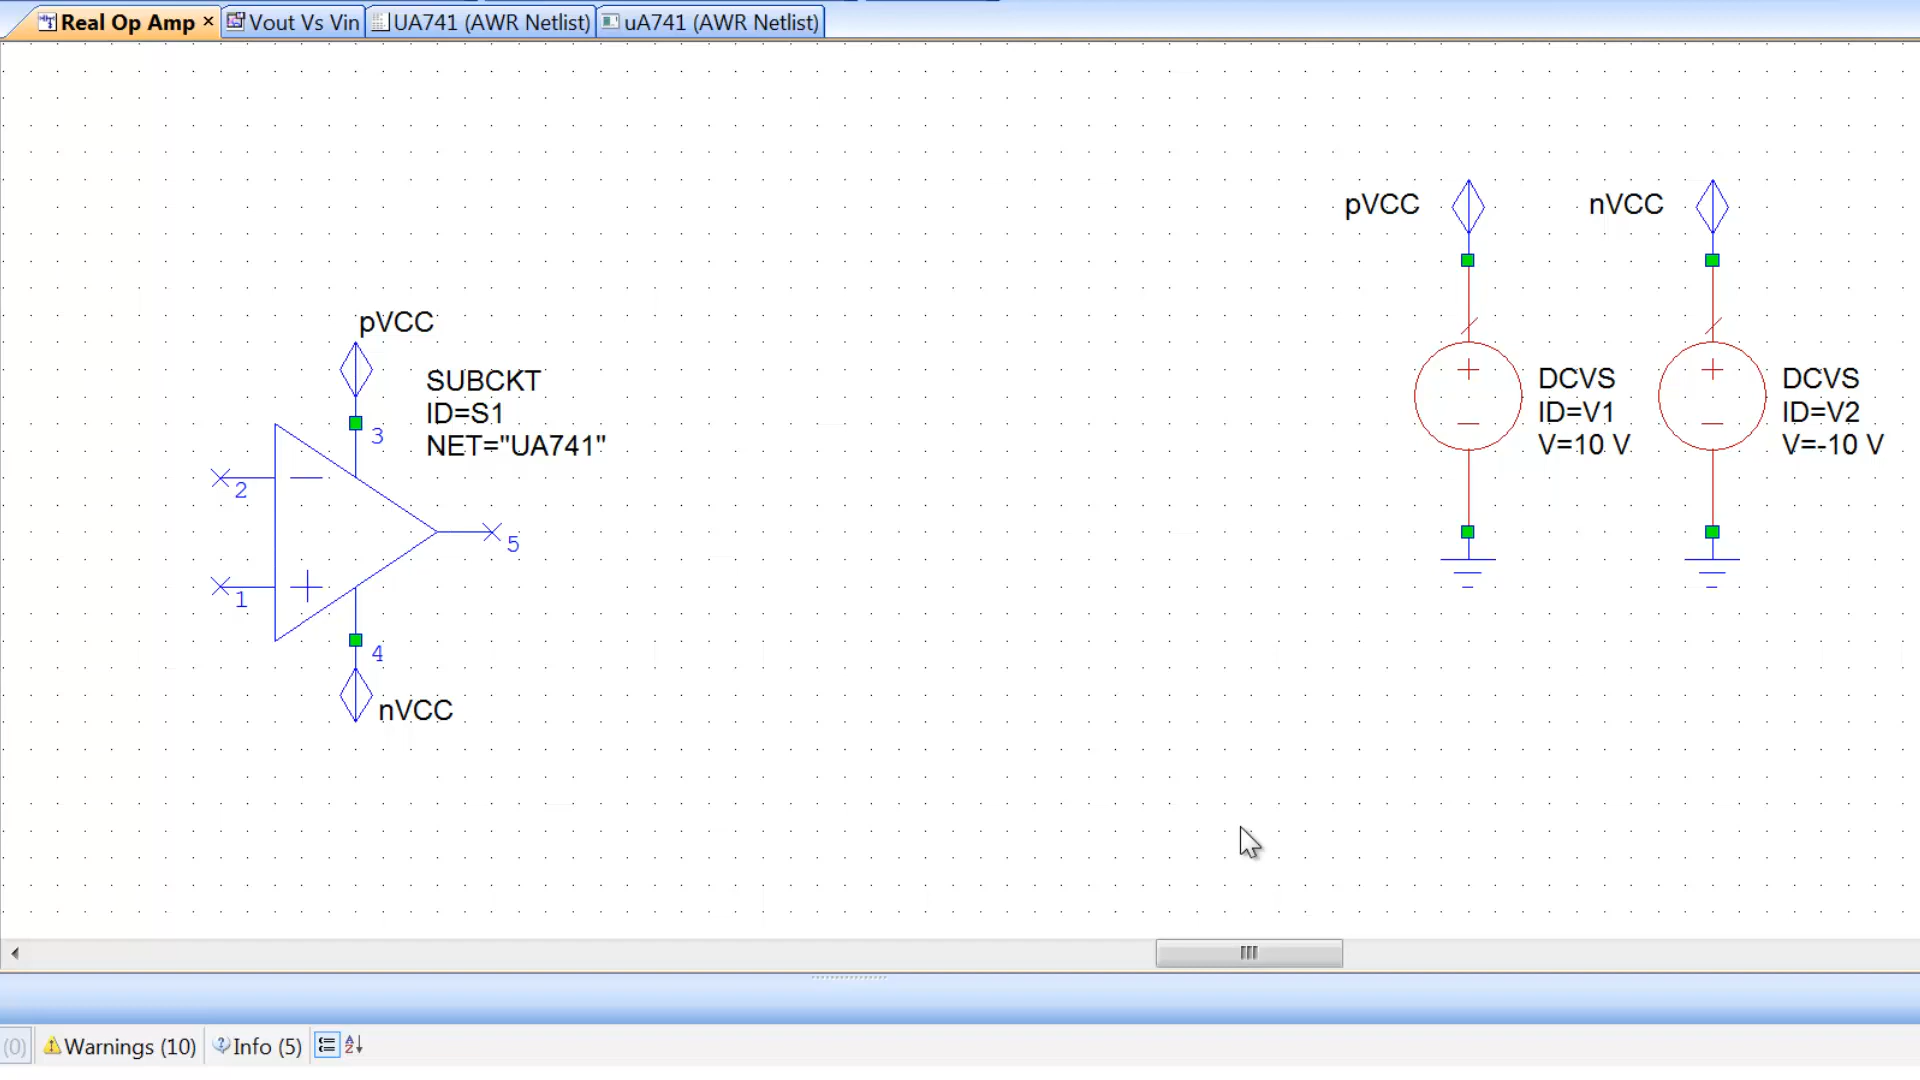 Real Op Amp × Vout Vs Vin UA741 (AWR Netlist) uA741 (AWR Netlist)
pVCC nVCC
pVCC
SUBCKT
ID=S1
NET="UA741"
DCVS
ID=V1
V=10 V
DCVS
ID=V2
V=-10 V
3
2
5
1
4
nVCC
(0) Warnings (10) Info (5)